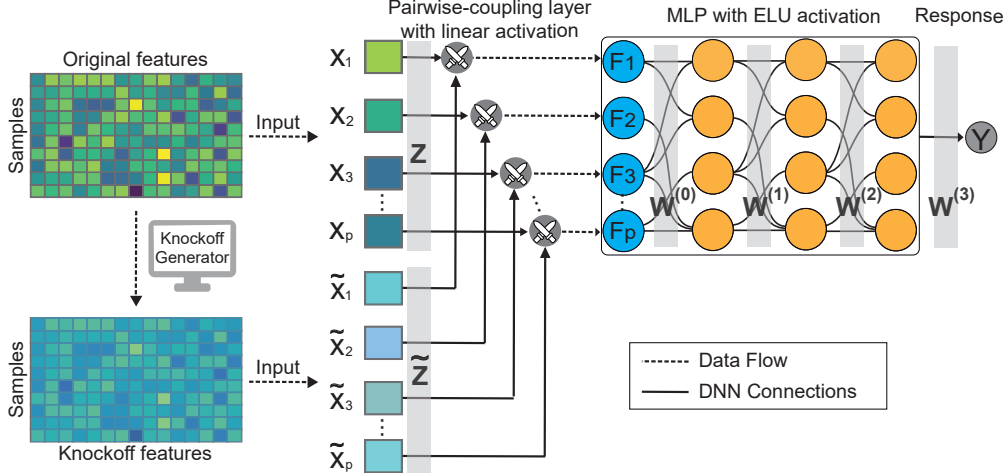 Pairwise-coupling layer
with linear activation
MLP with ELU activation
Response
Original features
Samples
Input
Knockoff
Generator
Samples
Knockoff features
Input
x₁
x₂
x₃
xₚ
Z
x̃₁
x̃₂
x̃₃
x̃ₚ
Z̃
F₁
F₂
F₃
Fₚ
W⁽⁰⁾
W⁽¹⁾
W⁽²⁾
W⁽³⁾
Y
Data Flow
DNN Connections